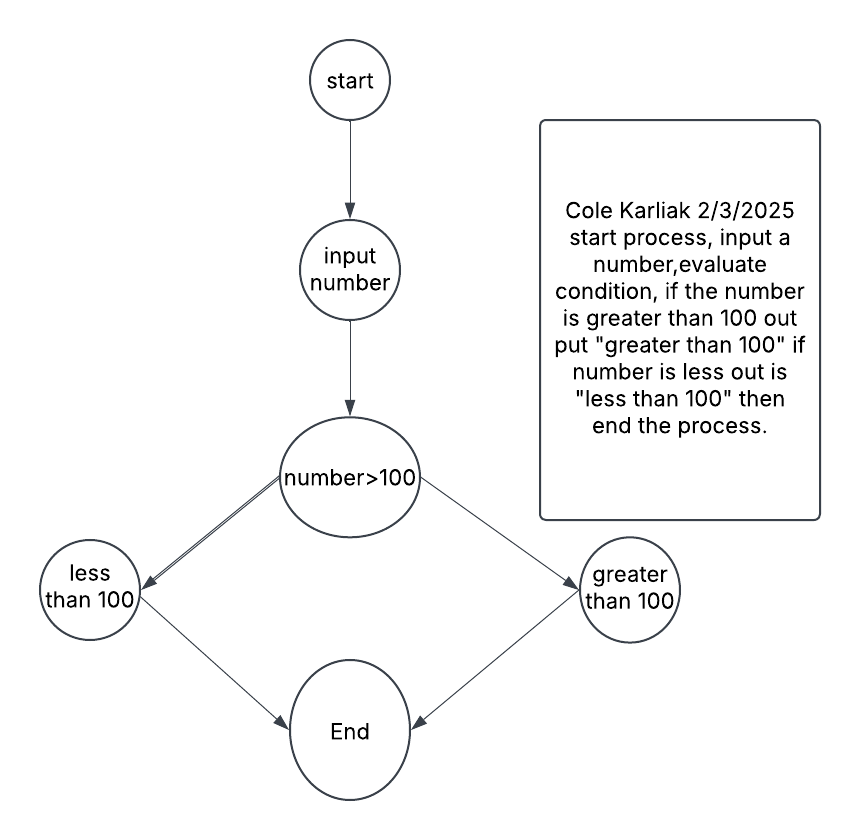 start
input
number
number>100
less
than 100
greater
than 100
End
Cole Karliak 2/3/2025
start process, input a
number,evaluate
condition, if the number
is greater than 100 out
put "greater than 100" if
number is less out is
"less than 100" then
end the process.